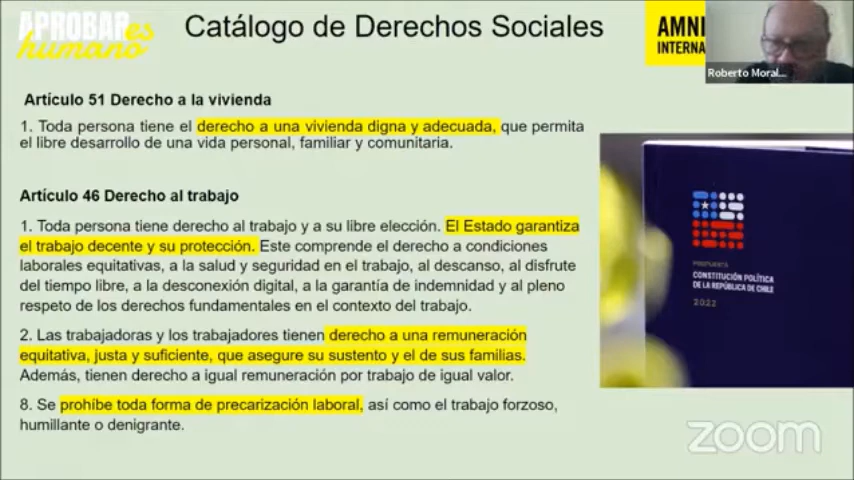 APROBAR es
humano
Catálogo de Derechos Sociales
AMNI
INTERNA
Roberto Moral...
Artículo 51 Derecho a la vivienda
1. Toda persona tiene el derecho a una vivienda digna y adecuada, que permita
el libre desarrollo de una vida personal, familiar y comunitaria.
Artículo 46 Derecho al trabajo
1. Toda persona tiene derecho al trabajo y a su libre elección. El Estado garantiza
el trabajo decente y su protección. Este comprende el derecho a condiciones
laborales equitativas, a la salud y seguridad en el trabajo, al descanso, al disfrute
del tiempo libre, a la desconexión digital, a la garantía de indemnidad y al pleno
respeto de los derechos fundamentales en el contexto del trabajo.
2. Las trabajadoras y los trabajadores tienen derecho a una remuneración
equitativa, justa y suficiente, que asegure su sustento y el de sus familias.
Además, tienen derecho a igual remuneración por trabajo de igual valor.
8. Se prohíbe toda forma de precarización laboral, así como el trabajo forzoso,
humillante o denigrante.
PROPUESTA
CONSTITUCIÓN POLÍTICA
DE LA REPÚBLICA DE CHILE
2022
zoom